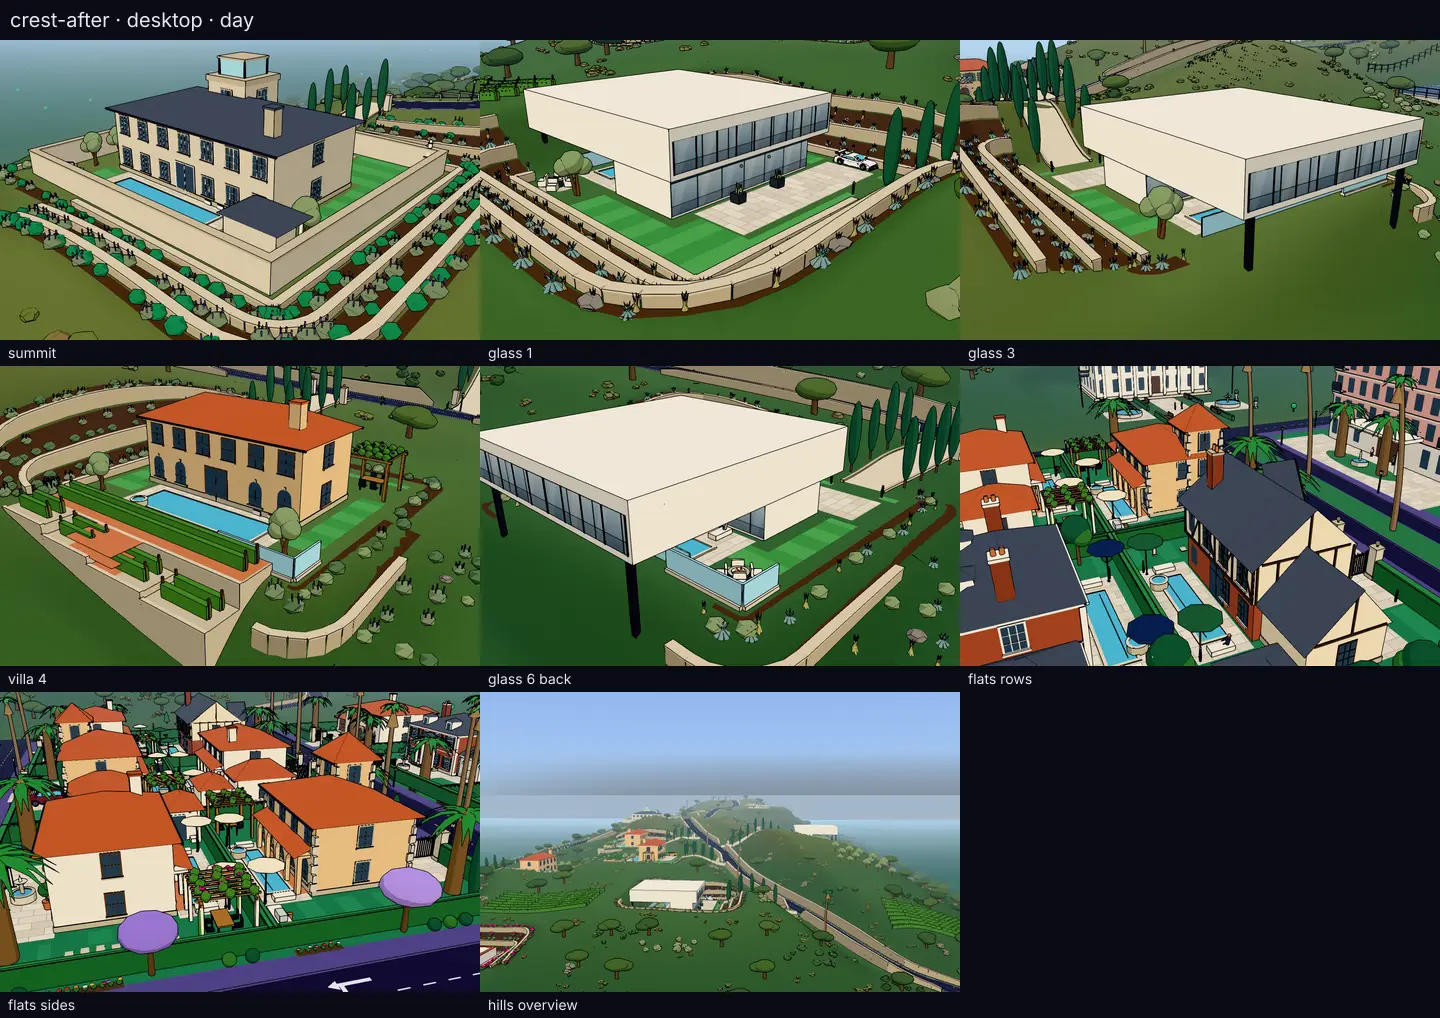 crest-after · desktop · day
summit
glass 1
glass 3
villa 4
glass 6 back
flats rows
flats sides
hills overview